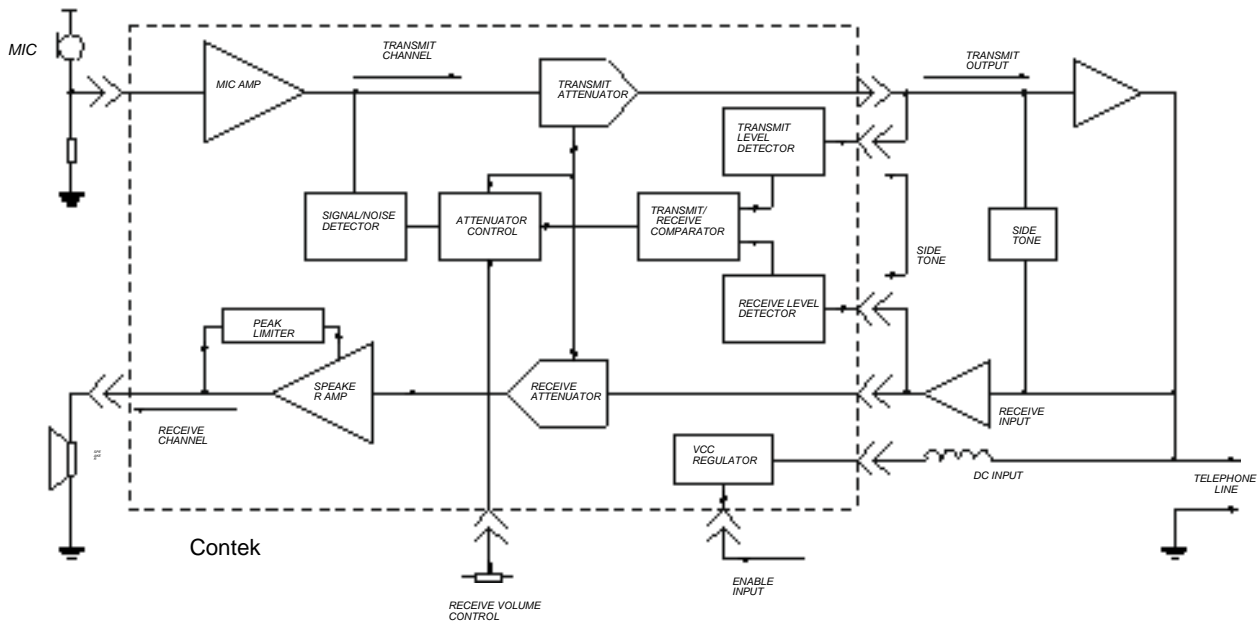 MIC
TRANSMIT
CHANNEL
TRANSMIT
OUTPUT
MIC AMP
TRANSMIT
ATTENUATOR
TRANSMIT
LEVEL
DETECTOR
SIGNAL/NOISE
DETECTOR
ATTENUATOR
CONTROL
TRANSMIT/
RECEIVE
COMPARATOR
SIDE
TONE
SIDE
TONE
RECEIVE LEVEL
DETECTOR
PEAK
LIMITER
SPEAKE
R AMP
RECEIVE
ATTENUATOR
RECEIVE
INPUT
RECEIVE
CHANNEL
VCC
REGULATOR
DC INPUT
TELEPHONE
LINE
Contek
ENABLE
INPUT
RECEIVE VOLUME
CONTROL